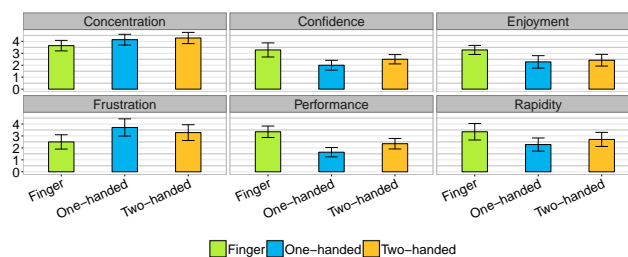 Concentration Confidence Enjoyment
4
3
2
1
0
Frustration Performance Rapidity
4
3
2
1
0
Finger One−handed Two−handed Finger One−handed Two−handed Finger One−handed Two−handed
Finger One−handed Two−handed